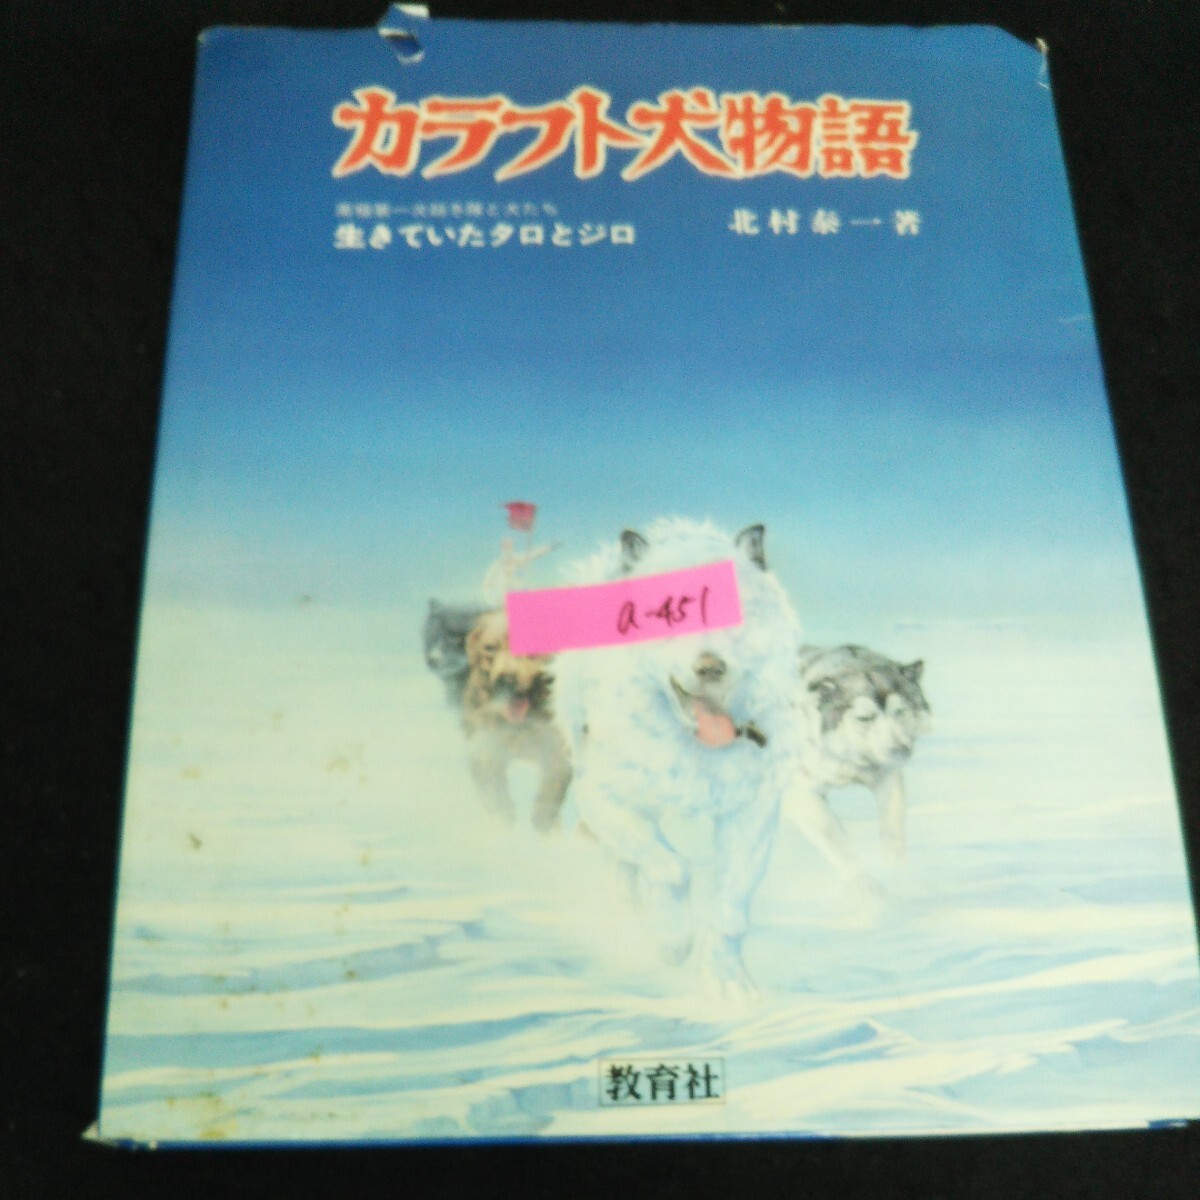 カラフト犬物語
南極第一次越冬隊と犬たち
生きていたタロとジロ
北村泰一著
a-451
教育社